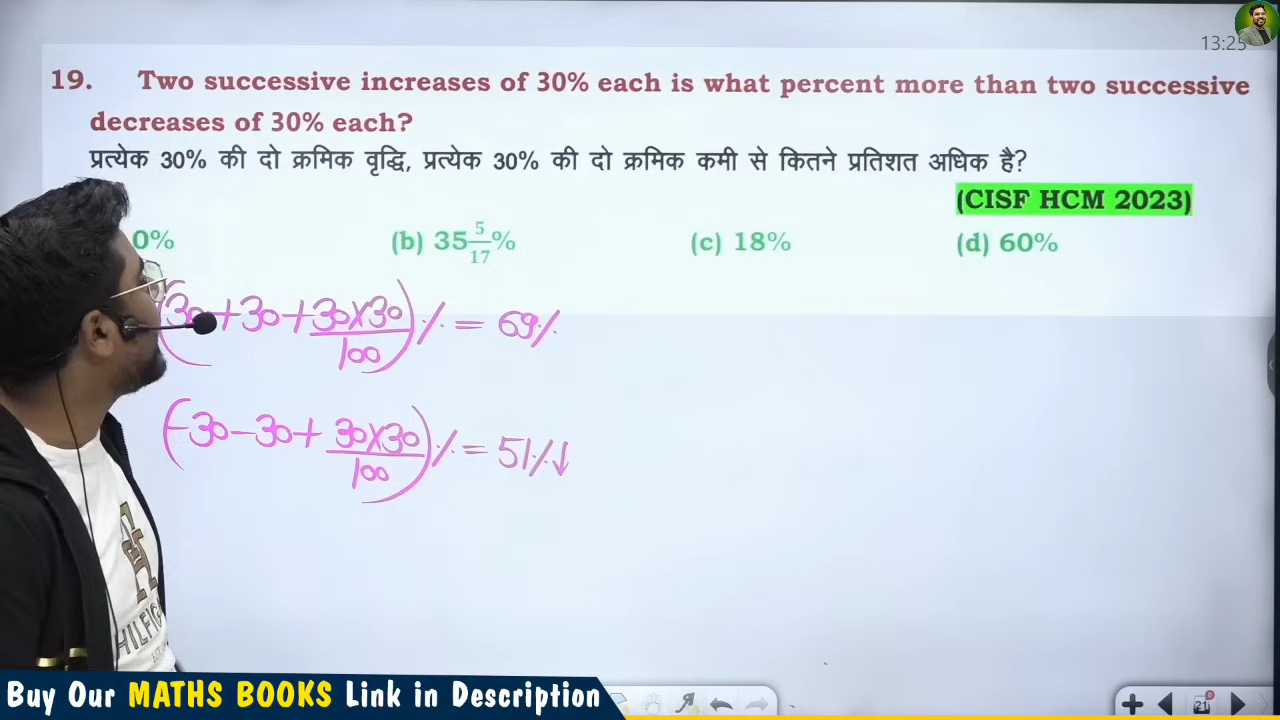 13:25
19. Two successive increases of 30% each is what percent more than two successive
decreases of 30% each?
प्रत्येक 30% की दो क्रमिक वृद्धि, प्रत्येक 30% की दो क्रमिक कमी से कितने प्रतिशत अधिक है?
(CISF HCM 2023)
0% (b) 35 5/17% (c) 18% (d) 60%
(30+30+30×30/100)% = 69%
(-30-30+30×30/100)% = 51%↓
HILFIG
Buy Our MATHS BOOKS Link in Description
21